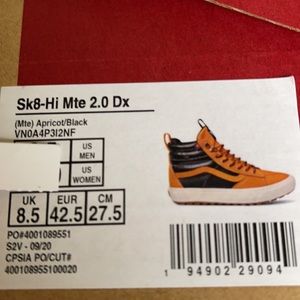 Sk8-Hi Mte 2.0 Dx
(Mte) Apricot/Black
VN0A4P3I2NF
US MEN
US WOMEN
UK 8.5 EUR 42.5 CM 27.5
PO#4001089551
S2V - 09/20
CPSIA PO/CUT#
400108955100020
1 94902 29094